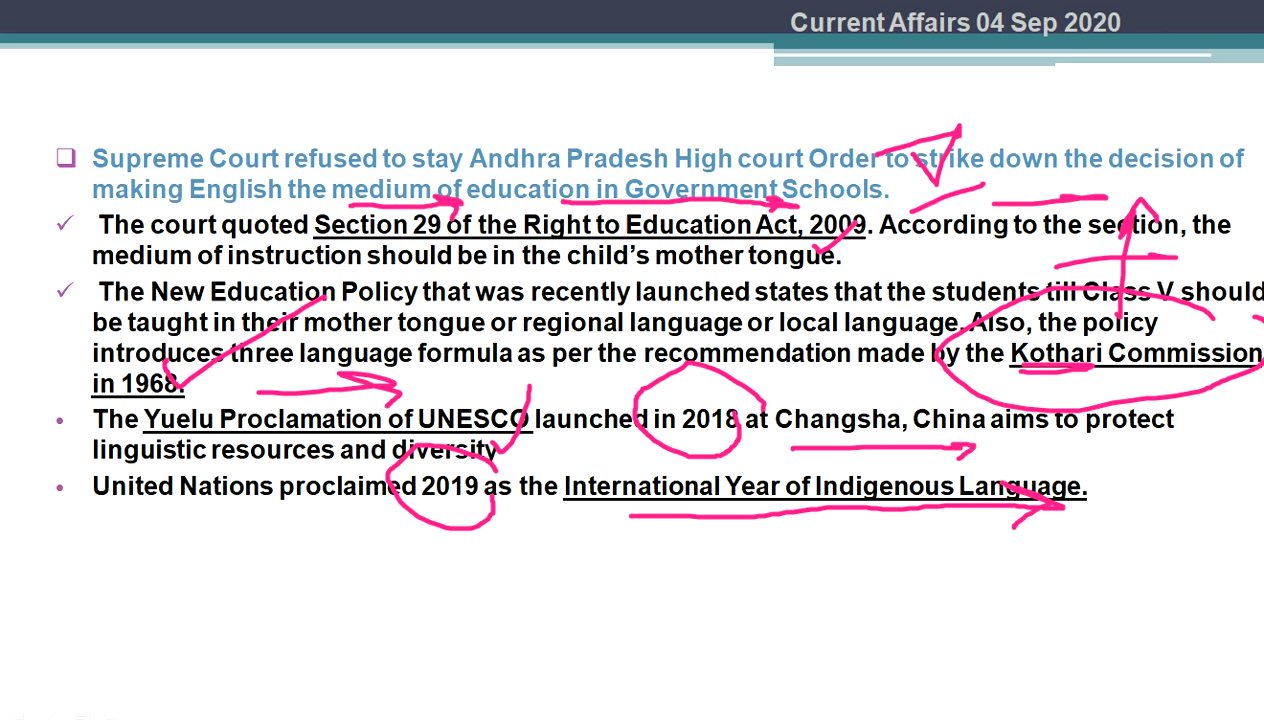 Current Affairs 04 Sep 2020
Supreme Court refused to stay Andhra Pradesh High court Order to strike down the decision of
making English the medium of education in Government Schools.
The court quoted Section 29 of the Right to Education Act, 2009. According to the section, the
medium of instruction should be in the child’s mother tongue.
The New Education Policy that was recently launched states that the students till Class V should
be taught in their mother tongue or regional language or local language. Also, the policy
introduces three language formula as per the recommendation made by the Kothari Commission
in 1968.
The Yuelu Proclamation of UNESCO launched in 2018 at Changsha, China aims to protect
linguistic resources and diversity
United Nations proclaimed 2019 as the International Year of Indigenous Language.